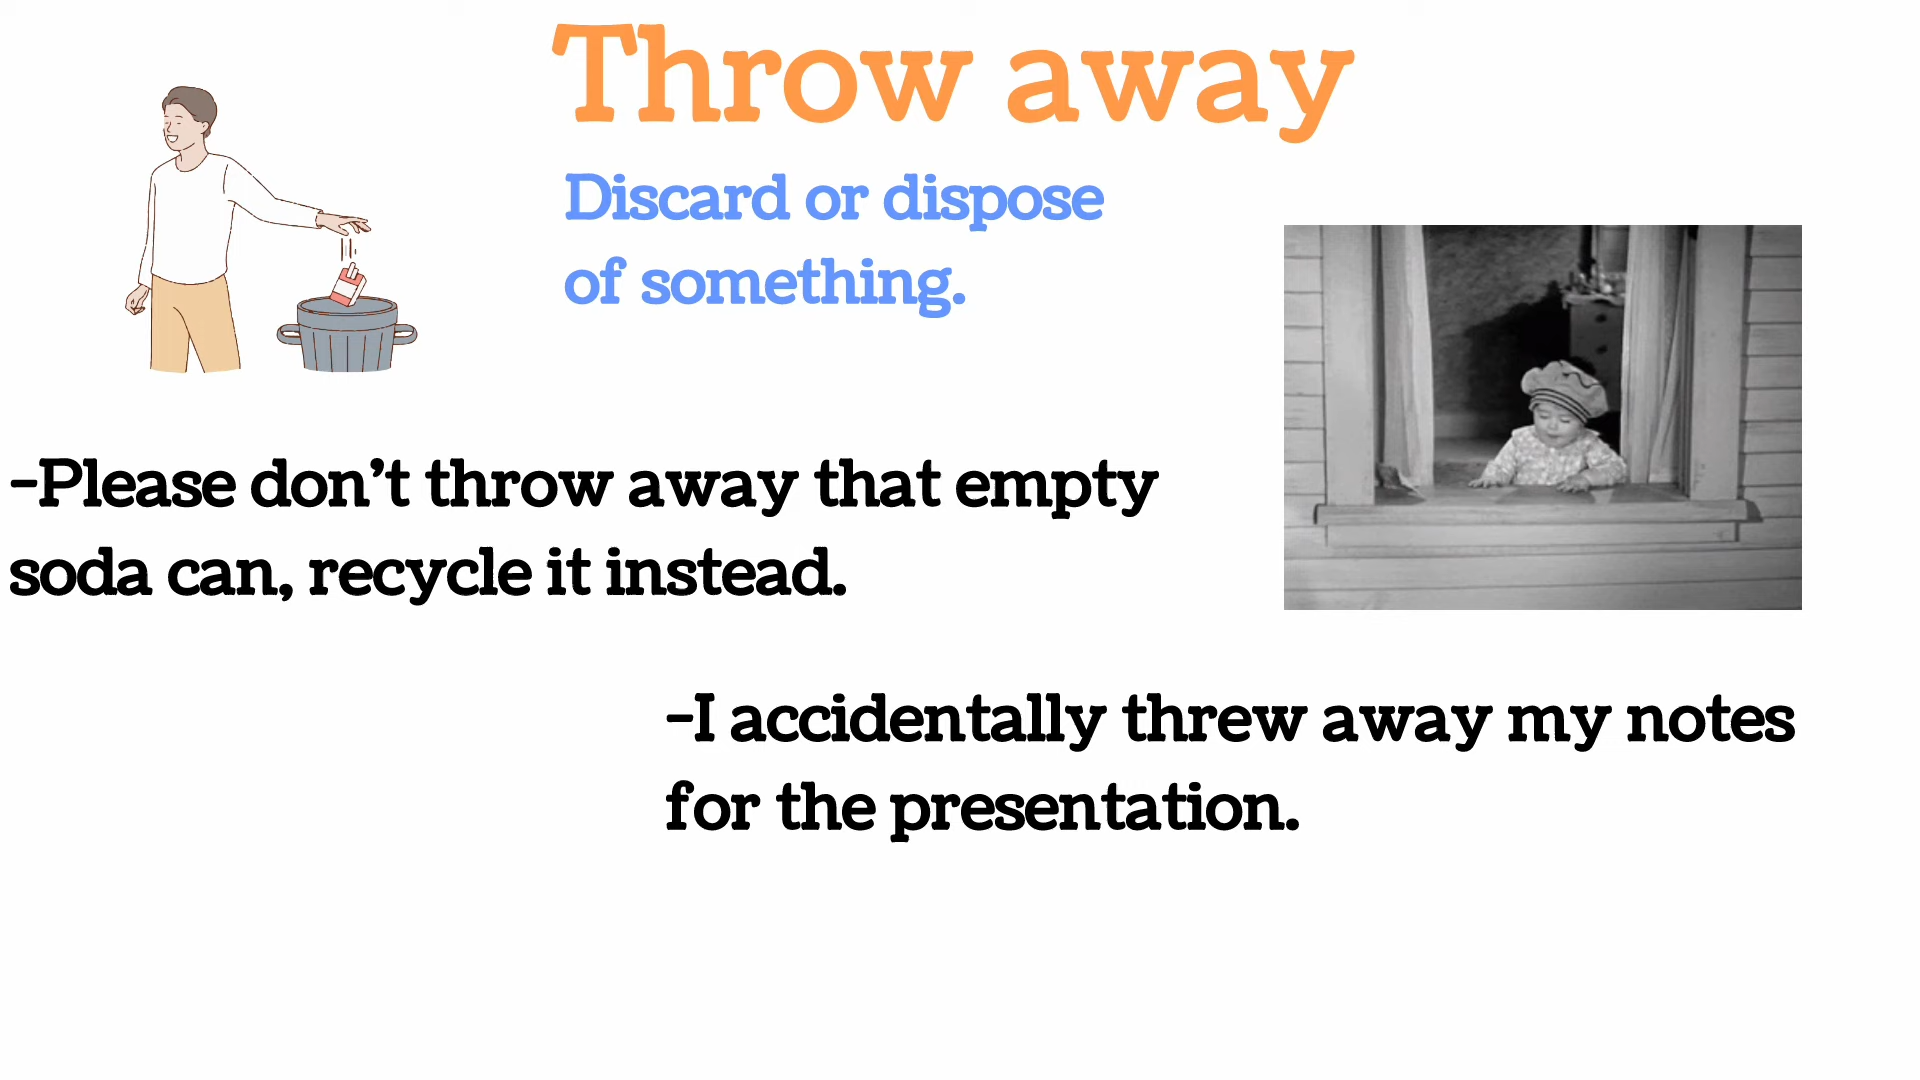 Throw away
Discard or dispose
of something.
-Please don’t throw away that empty
soda can, recycle it instead.
-I accidentally threw away my notes
for the presentation.